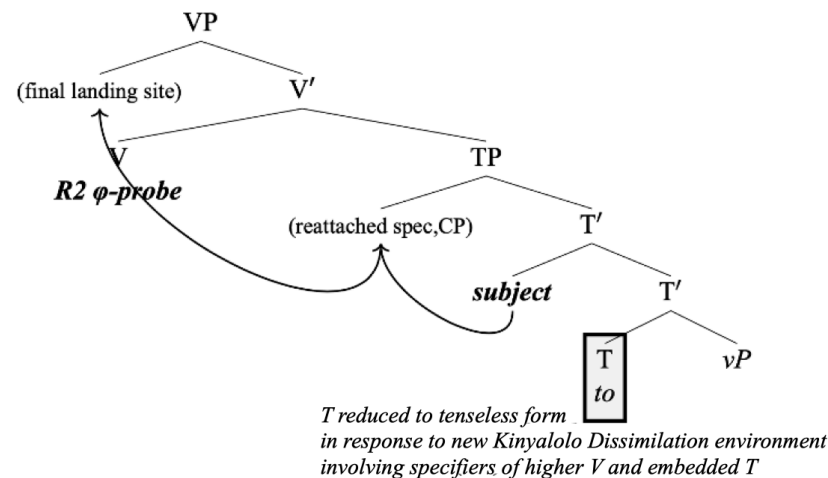 VP
(final landing site) V′
V TP
R2 φ-probe
(reattached spec,CP) T′
subject T′
T vP
to
T reduced to tenseless form
in response to new Kinyalolo Dissimilation environment
involving specifiers of higher V and embedded T